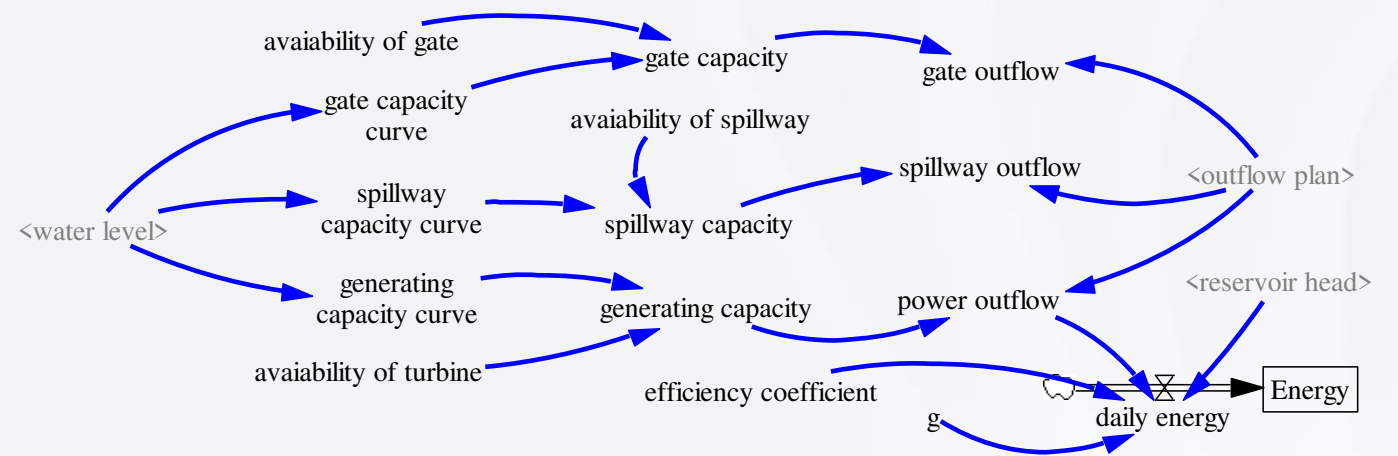 avaiability of gate
gate capacity
gate outflow
gate capacity
curve
avaiability of spillway
spillway outflow
<outflow plan>
spillway
capacity curve
spillway capacity
<water level>
generating
capacity curve
generating capacity
power outflow
<reservoir head>
avaiability of turbine
efficiency coefficient
Energy
g
daily energy